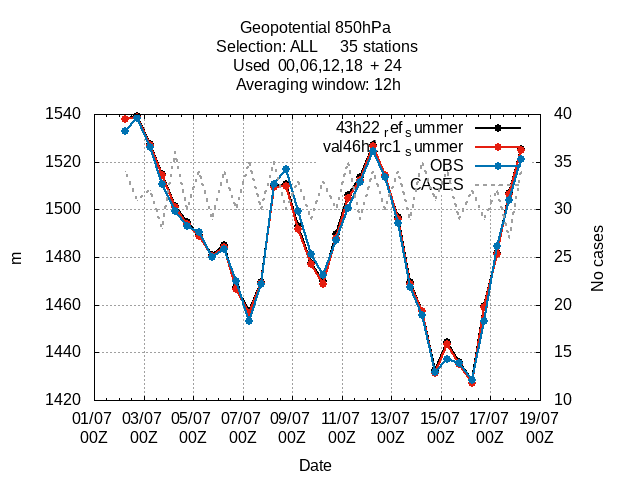 Geopotential 850hPa
Selection: ALL 35 stations
Used 00,06,12,18 + 24
Averaging window: 12h
43h22refsummer
val46h1rc1summer
OBS
CASES
1540
1520
1500
1480
1460
1440
1420
40
35
30
25
20
15
10
m
No cases
01/07 03/07 05/07 07/07 09/07 11/07 13/07 15/07 17/07 19/07
00Z 00Z 00Z 00Z 00Z 00Z 00Z 00Z 00Z 00Z
Date